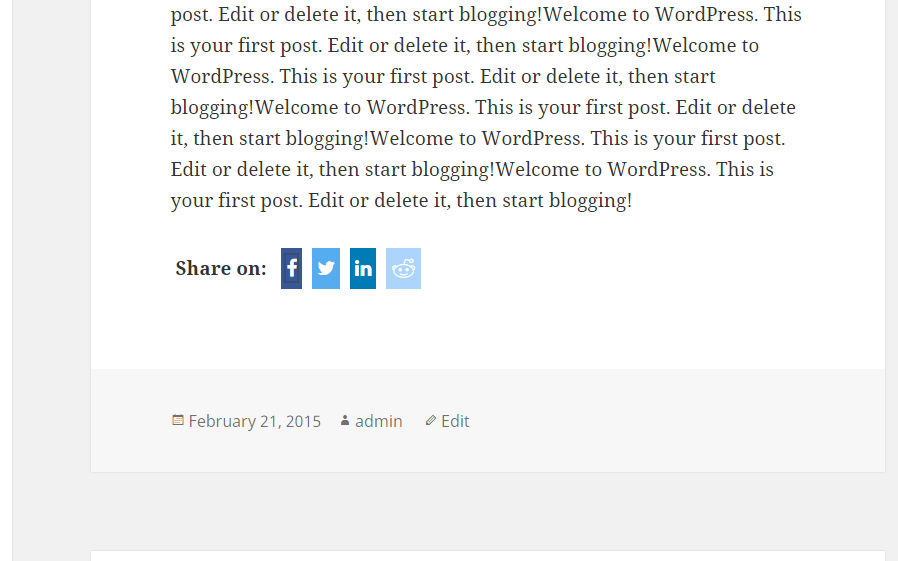 post. Edit or delete it, then start blogging!Welcome to WordPress. This
is your first post. Edit or delete it, then start blogging!Welcome to
WordPress. This is your first post. Edit or delete it, then start
blogging!Welcome to WordPress. This is your first post. Edit or delete
it, then start blogging!Welcome to WordPress. This is your first post.
Edit or delete it, then start blogging!Welcome to WordPress. This is
your first post. Edit or delete it, then start blogging!
Share on: f in
February 21, 2015 admin Edit